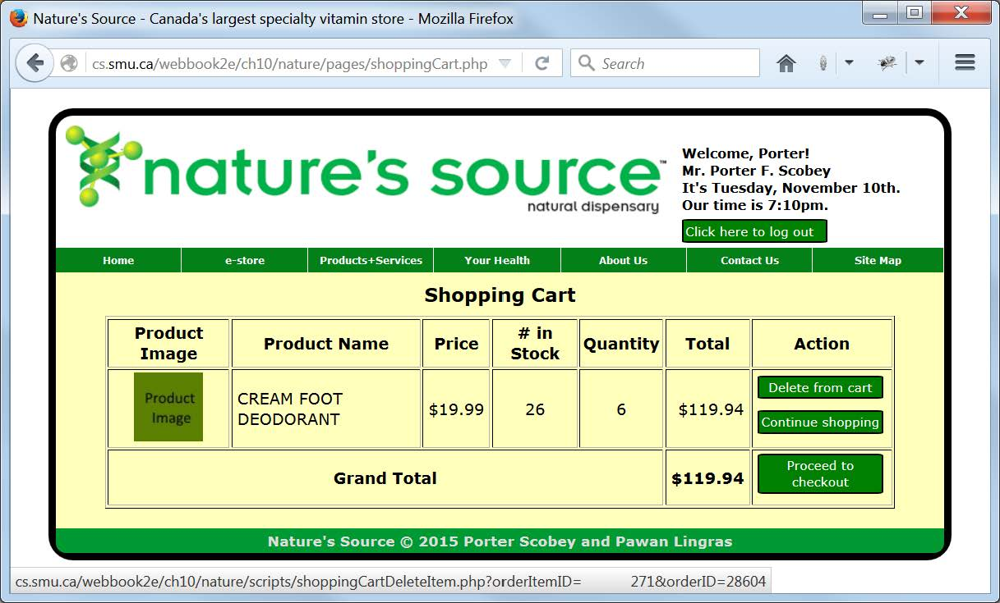 Nature's Source - Canada's largest specialty vitamin store - Mozilla Firefox
cs.smu.ca/webbook2e/ch10/nature/pages/shoppingCart.php
Search
nature's source™
natural dispensary
Welcome, Porter!
Mr. Porter F. Scobey
It's Tuesday, November 10th.
Our time is 7:10pm.
Click here to log out
Home e-store Products+Services Your Health About Us Contact Us Site Map
Shopping Cart
Product Image Product Name Price # in Stock Quantity Total Action
Product Image CREAM FOOT DEODORANT $19.99 26 6 $119.94 Delete from cart
Continue shopping
Grand Total $119.94 Proceed to checkout
Nature's Source © 2015 Porter Scobey and Pawan Lingras
cs.smu.ca/webbook2e/ch10/nature/scripts/shoppingCartDeleteItem.php?orderItemID= 271&orderID=28604